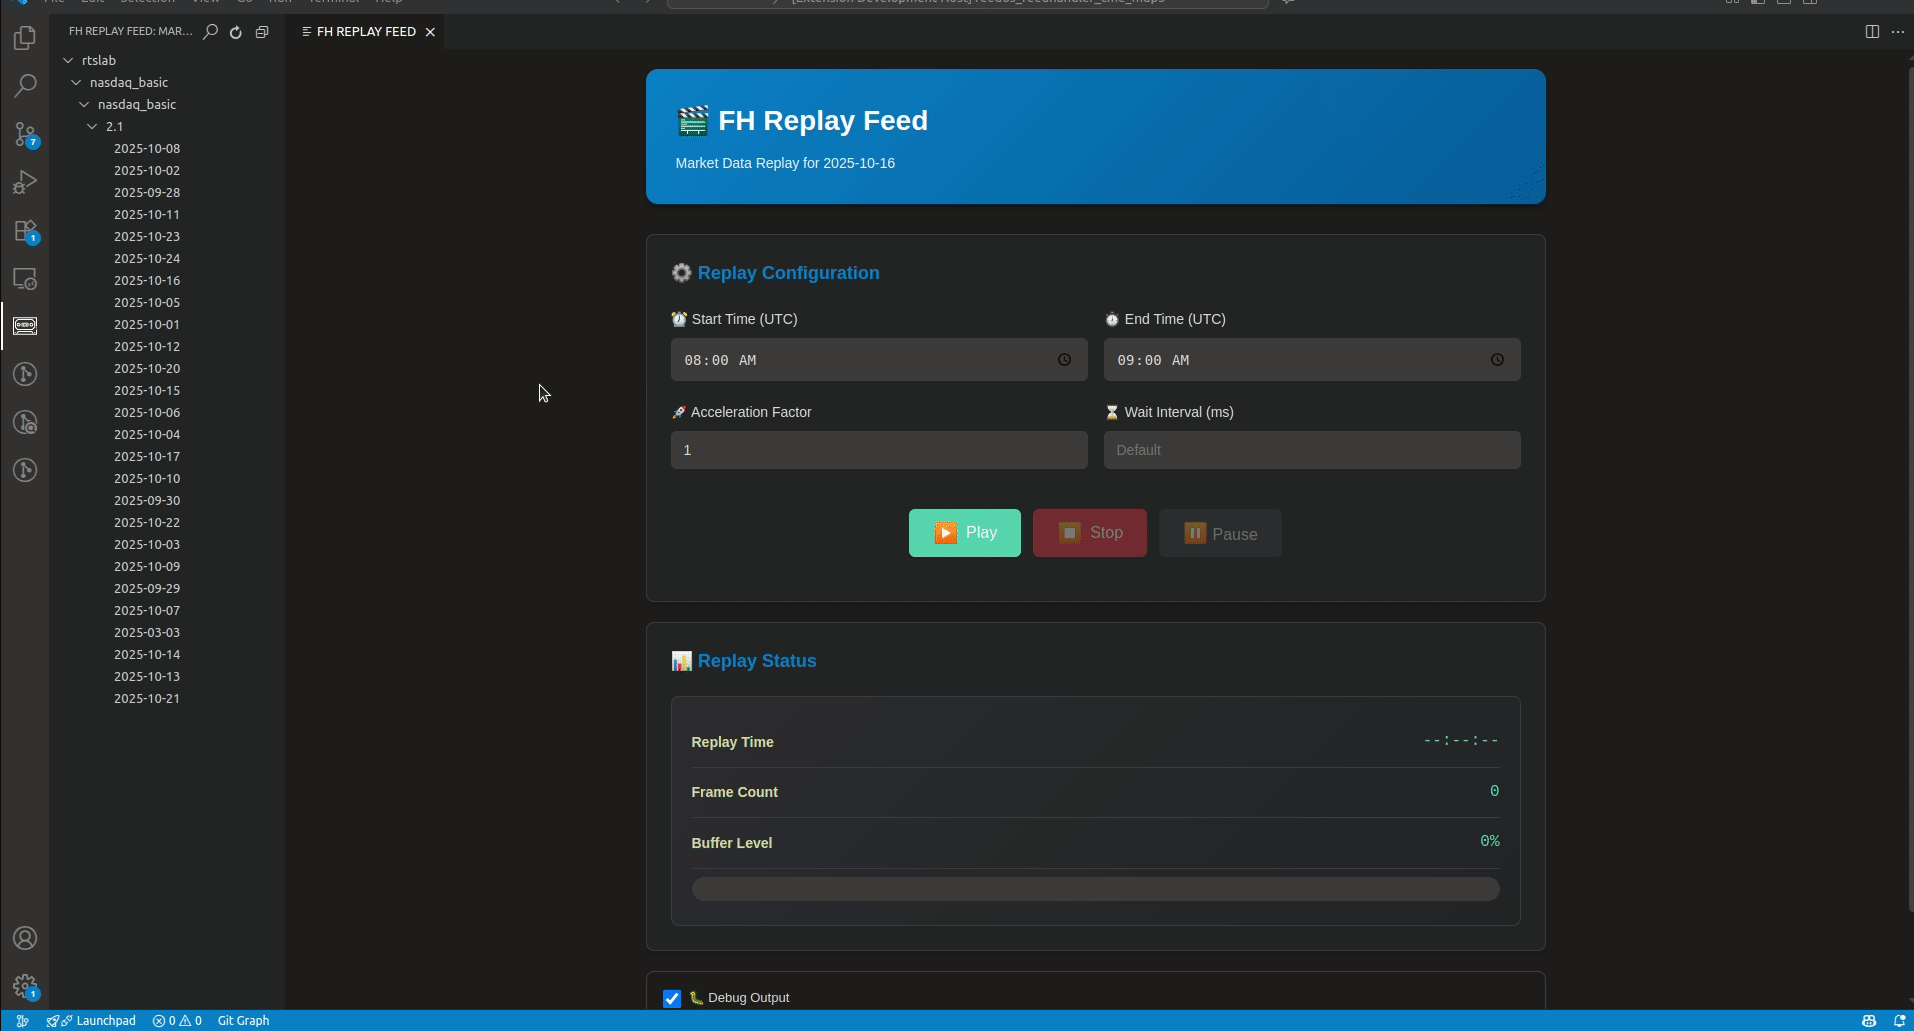 FH REPLAY FEED: MAR...
rtslab
nasdaq_basic
nasdaq_basic
2.1
2025-10-08
2025-10-02
2025-09-28
2025-10-11
2025-10-23
2025-10-24
2025-10-16
2025-10-05
2025-10-01
2025-10-12
2025-10-20
2025-10-15
2025-10-06
2025-10-04
2025-10-17
2025-10-10
2025-09-30
2025-10-22
2025-10-03
2025-10-09
2025-09-29
2025-10-07
2025-03-03
2025-10-14
2025-10-13
2025-10-21
7
1
1
FH REPLAY FEED
FH Replay Feed
Market Data Replay for 2025-10-16
Replay Configuration
Start Time (UTC)
End Time (UTC)
08:00 AM
09:00 AM
Acceleration Factor
Wait Interval (ms)
1
Default
Play
Stop
Pause
Replay Status
Replay Time
--:--:--
Frame Count
0
Buffer Level
0%
Debug Output
Launchpad
0
0
Git Graph